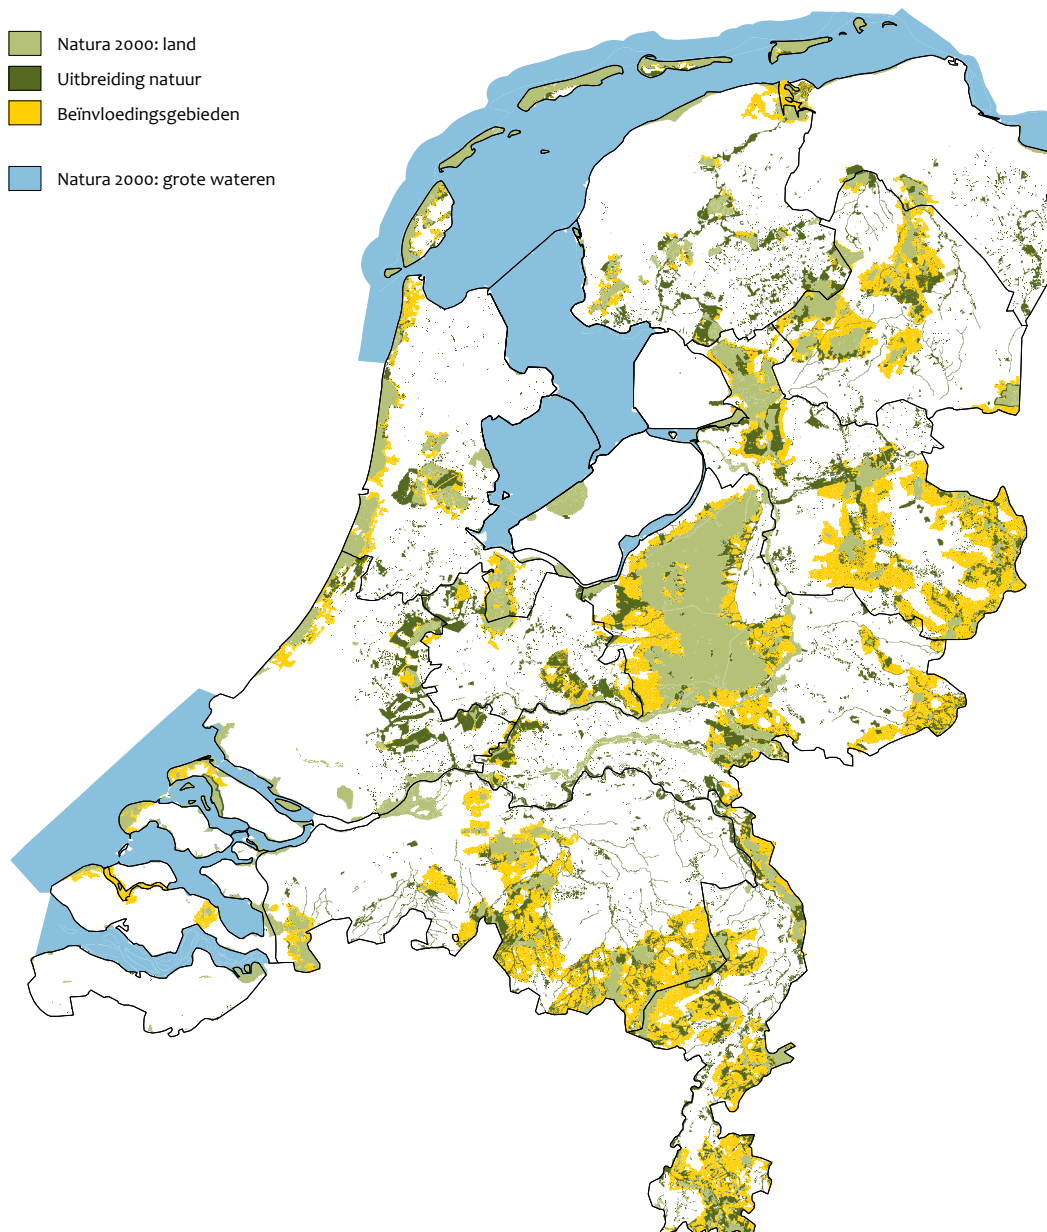 Natura 2000: land
Uitbreiding natuur
Beïnvloedingsgebieden
Natura 2000: grote wateren